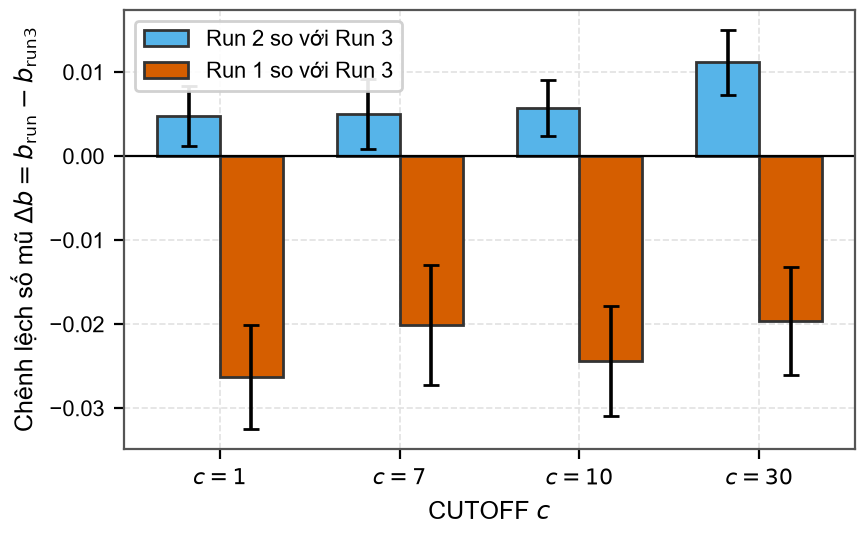 Run 2 so với Run 3
Run 1 so với Run 3
Chênh lệch số mũ Δb = b_run − b_run3
0.01
0.00
−0.01
−0.02
−0.03
c = 1
c = 7
c = 10
c = 30
CUTOFF c